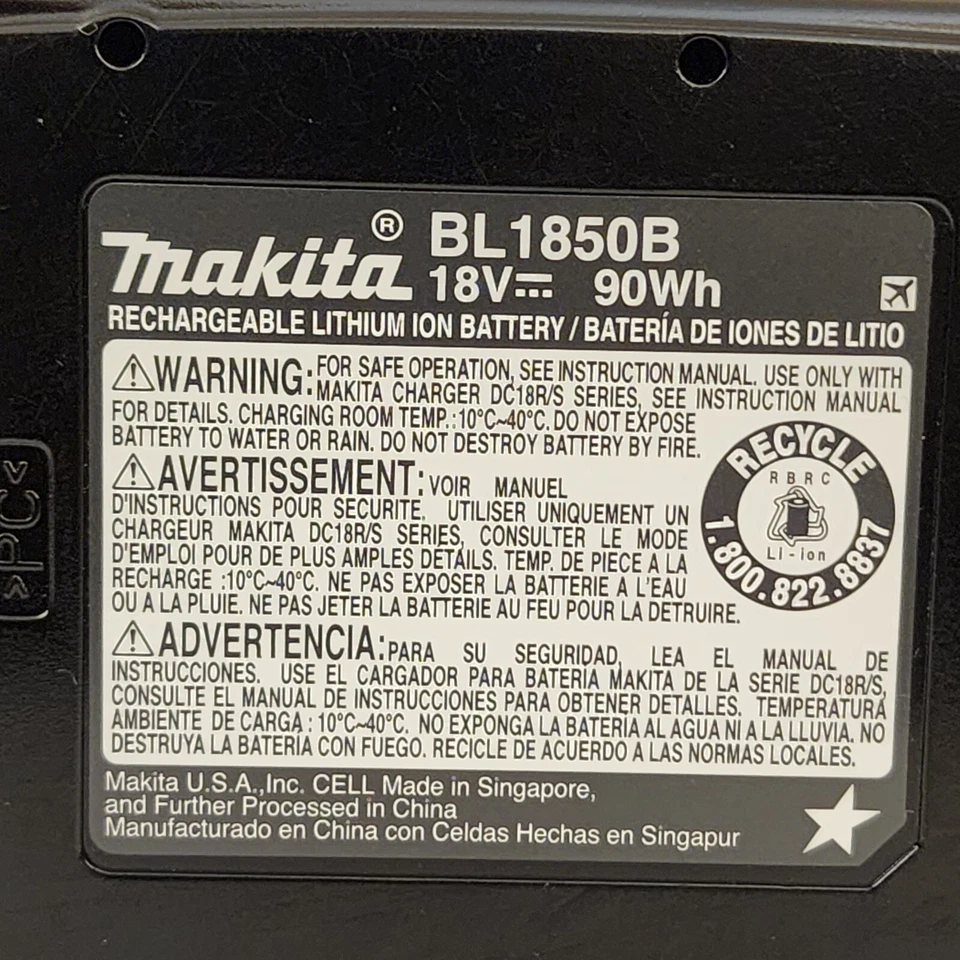 makita® BL1850B
18V⎓ 90Wh
RECHARGEABLE LITHIUM ION BATTERY / BATERÍA DE IONES DE LITIO
⚠WARNING: FOR SAFE OPERATION, SEE INSTRUCTION MANUAL. USE ONLY WITH
MAKITA CHARGER DC18R/S SERIES, SEE INSTRUCTION MANUAL
FOR DETAILS. CHARGING ROOM TEMP.:10°C~40°C. DO NOT EXPOSE
BATTERY TO WATER OR RAIN. DO NOT DESTROY BATTERY BY FIRE.
⚠AVERTISSEMENT: VOIR MANUEL
D'INSTRUCTIONS POUR SECURITE. UTILISER UNIQUEMENT UN
CHARGEUR MAKITA DC18R/S SERIES, CONSULTER LE MODE
D'EMPLOI POUR DE PLUS AMPLES DETAILS. TEMP. DE PIECE A LA
RECHARGE :10°C~40°C. NE PAS EXPOSER LA BATTERIE A L'EAU
OU A LA PLUIE. NE PAS JETER LA BATTERIE AU FEU POUR LA DETRUIRE.
RECYCLE
RBRC
Li-ion
1.800.822.8837
⚠ADVERTENCIA: PARA SU SEGURIDAD, LEA EL MANUAL DE
INSTRUCCIONES. USE EL CARGADOR PARA BATERÍA MAKITA DE LA SERIE DC18R/S,
CONSULTE EL MANUAL DE INSTRUCCIONES PARA OBTENER DETALLES. TEMPERATURA
AMBIENTE DE CARGA : 10°C~40°C. NO EXPONGA LA BATERIA AL AGUA NI A LA LLUVIA. NO
DESTRUYA LA BATERÍA CON FUEGO. RECICLE DE ACUERDO A LAS NORMAS LOCALES.
Makita U.S.A.,Inc. CELL Made in Singapore,
and Further Processed in China
Manufacturado en China con Celdas Hechas en Singapur
>PC<